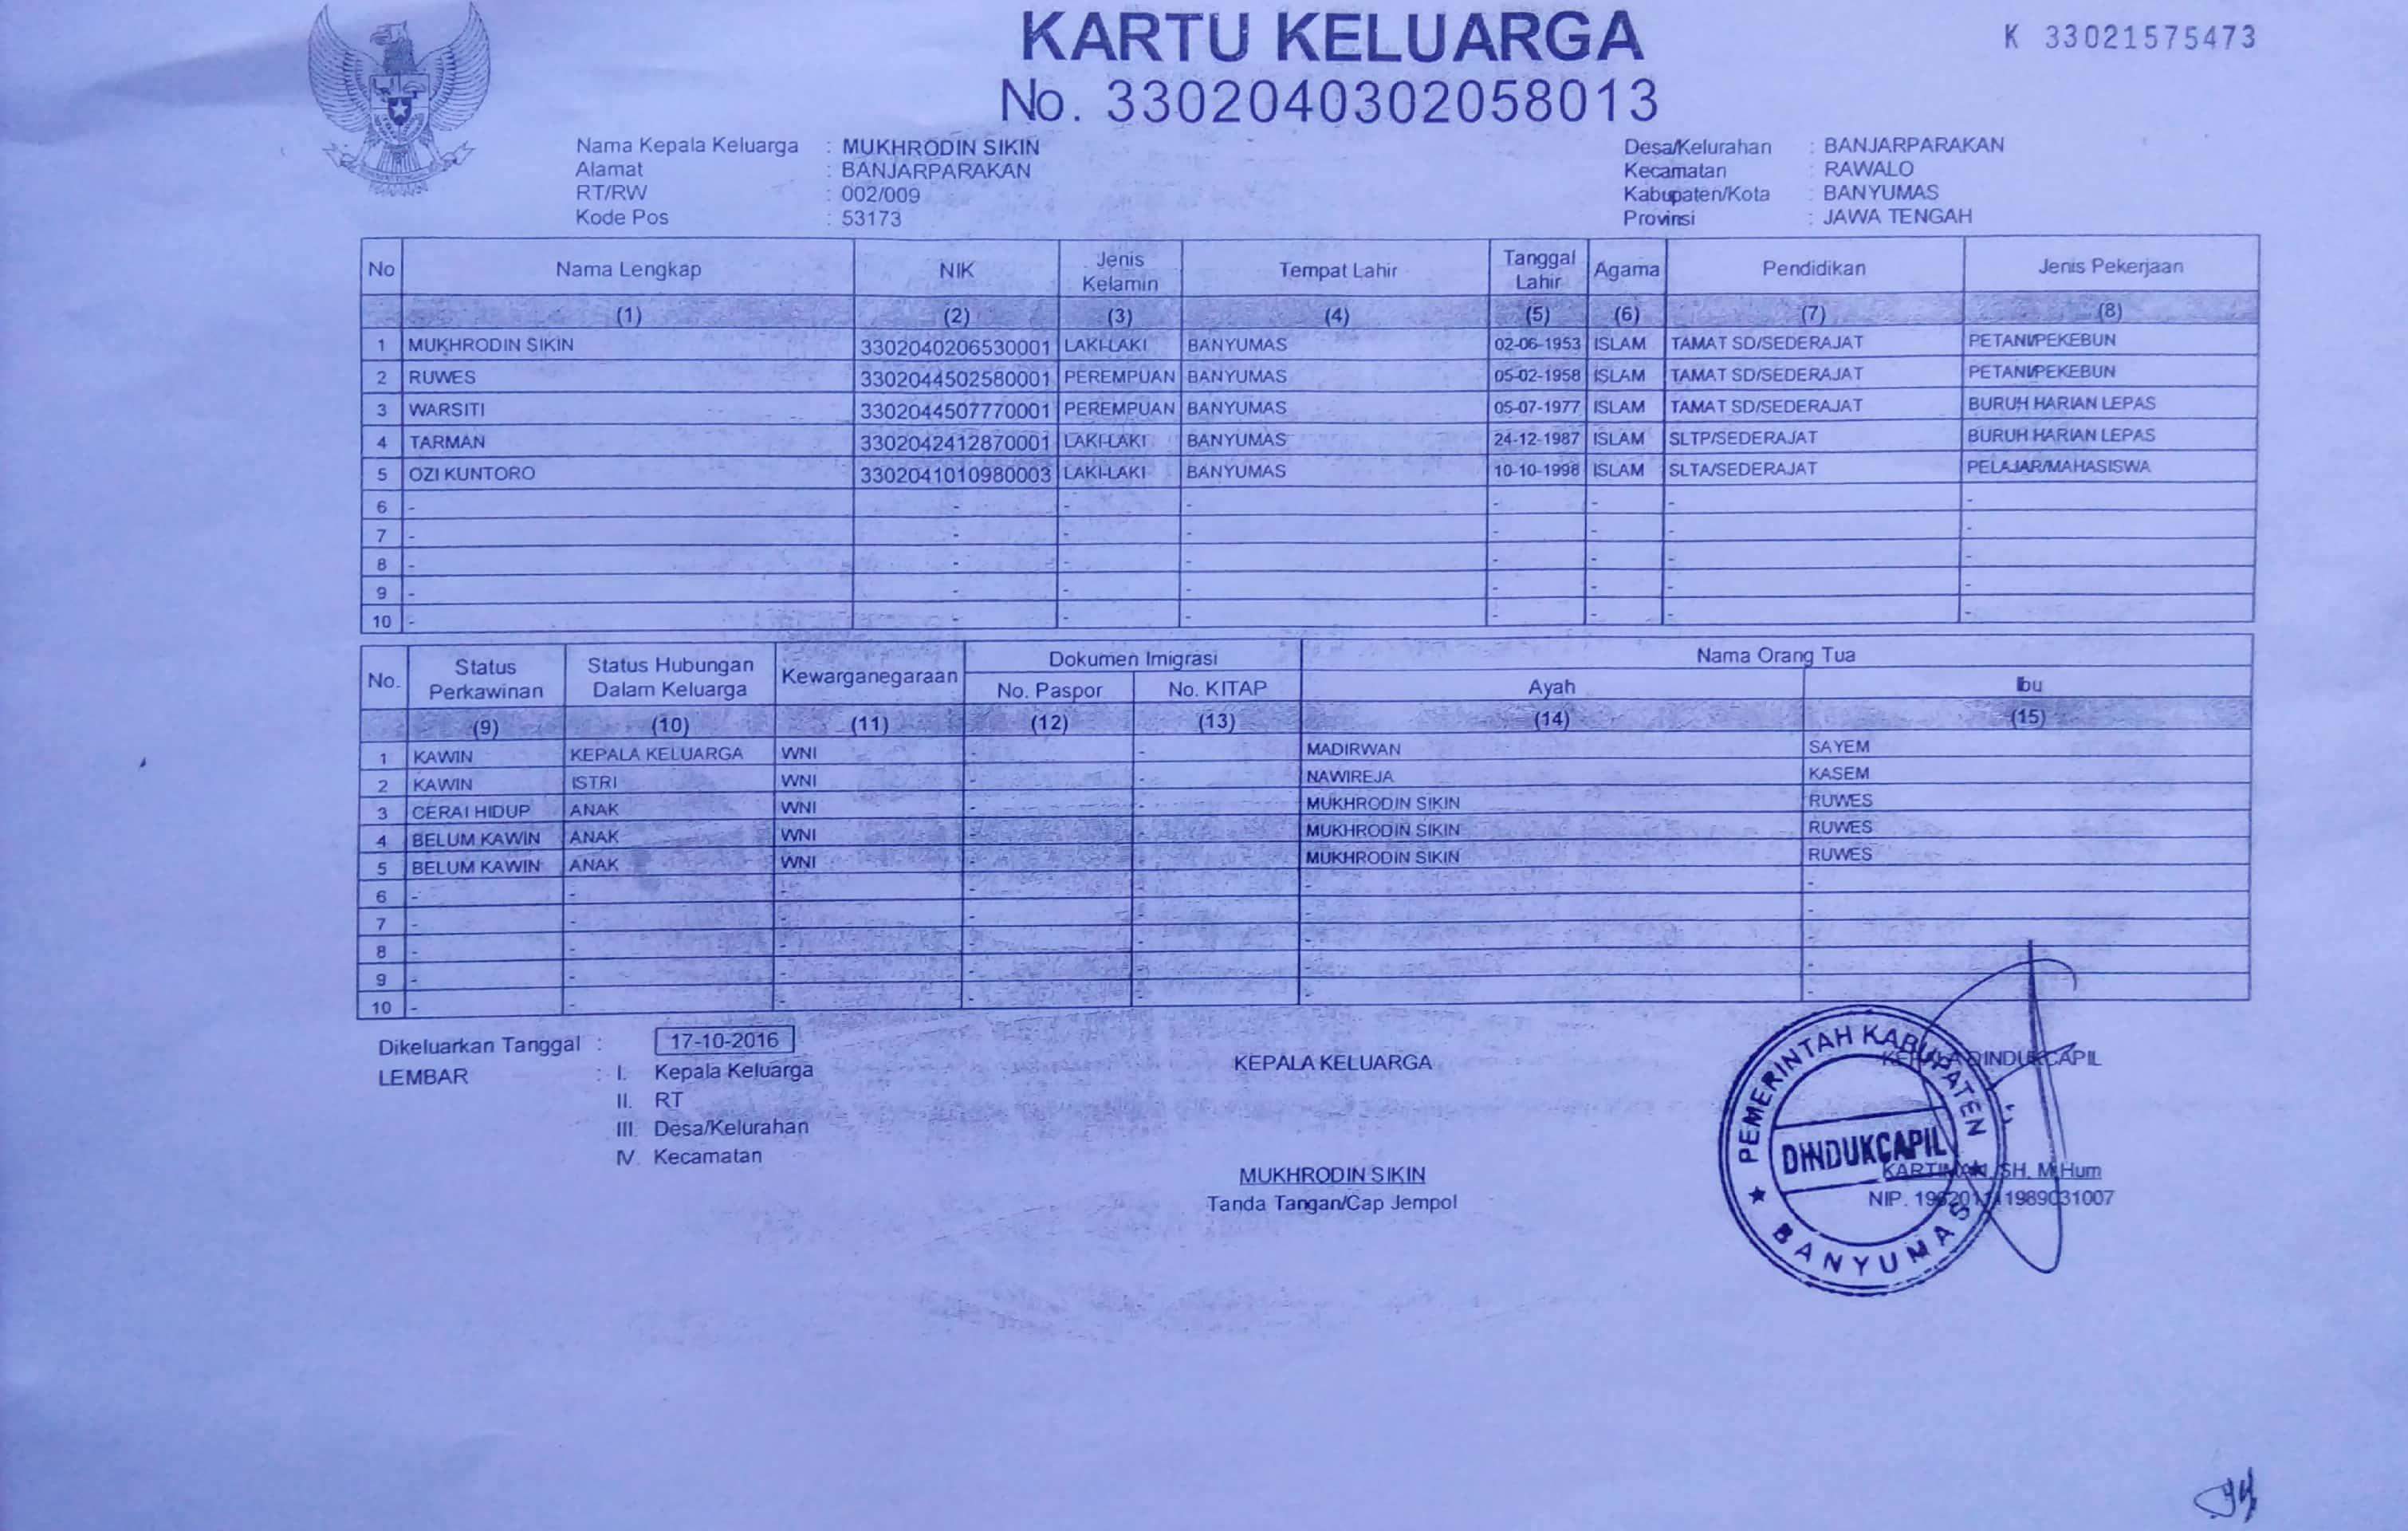 KARTU KELUARGA
K 33021575473
No. 3302040302058013
Nama Kepala Keluarga : MUKHRODIN SIKIN
Alamat : BANJARPARAKAN
RT/RW : 002/009
Kode Pos : 53173
Desa/Kelurahan : BANJARPARAKAN
Kecamatan : RAWALO
Kabupaten/Kota : BANYUMAS
Provinsi : JAWA TENGAH
No Nama Lengkap NIK Jenis Kelamin Tempat Lahir Tanggal Lahir Agama Pendidikan Jenis Pekerjaan
(1) (2) (3) (4) (5) (6) (7) (8)
1 MUKHRODIN SIKIN 3302040206530001 LAKI-LAKI BANYUMAS 02-06-1953 ISLAM TAMAT SD/SEDERAJAT PETANI/PEKEBUN
2 RUWES 3302044502580001 PEREMPUAN BANYUMAS 05-02-1958 ISLAM TAMAT SD/SEDERAJAT PETANI/PEKEBUN
3 WARSITI 3302044507770001 PEREMPUAN BANYUMAS 05-07-1977 ISLAM TAMAT SD/SEDERAJAT BURUH HARIAN LEPAS
4 TARMAN 3302042412870001 LAKI-LAKI BANYUMAS 24-12-1987 ISLAM SLTP/SEDERAJAT BURUH HARIAN LEPAS
5 OZI KUNTORO 3302041010980003 LAKI-LAKI BANYUMAS 10-10-1998 ISLAM SLTA/SEDERAJAT PELAJAR/MAHASISWA
6 - - - - - - - -
7 - - - - - - - -
8 - - - - - - - -
9 - - - - - - - -
10 - - - - - - - -
No. Status Perkawinan Status Hubungan Dalam Keluarga Kewarganegaraan Dokumen Imigrasi Nama Orang Tua
No. Paspor No. KITAP Ayah Ibu
(9) (10) (11) (12) (13) (14) (15)
1 KAWIN KEPALA KELUARGA WNI - - MADIRWAN SAYEM
2 KAWIN ISTRI WNI - - NAWIREJA KASEM
3 CERAI HIDUP ANAK WNI - - MUKHRODIN SIKIN RUWES
4 BELUM KAWIN ANAK WNI - - MUKHRODIN SIKIN RUWES
5 BELUM KAWIN ANAK WNI - - MUKHRODIN SIKIN RUWES
6 - - - - - - -
7 - - - - - - -
8 - - - - - - -
9 - - - - - - -
10 - - - - - - -
Dikeluarkan Tanggal : 17-10-2016
LEMBAR : I. Kepala Keluarga
II. RT
III. Desa/Kelurahan
IV. Kecamatan
KEPALA KELUARGA
MUKHRODIN SIKIN
Tanda Tangan/Cap Jempol
KEPALA DINDUKCAPIL
PEMERINTAH KABUPATEN
DINDUKCAPIL
BANYUMAS
SH. M.Hum
NIP.